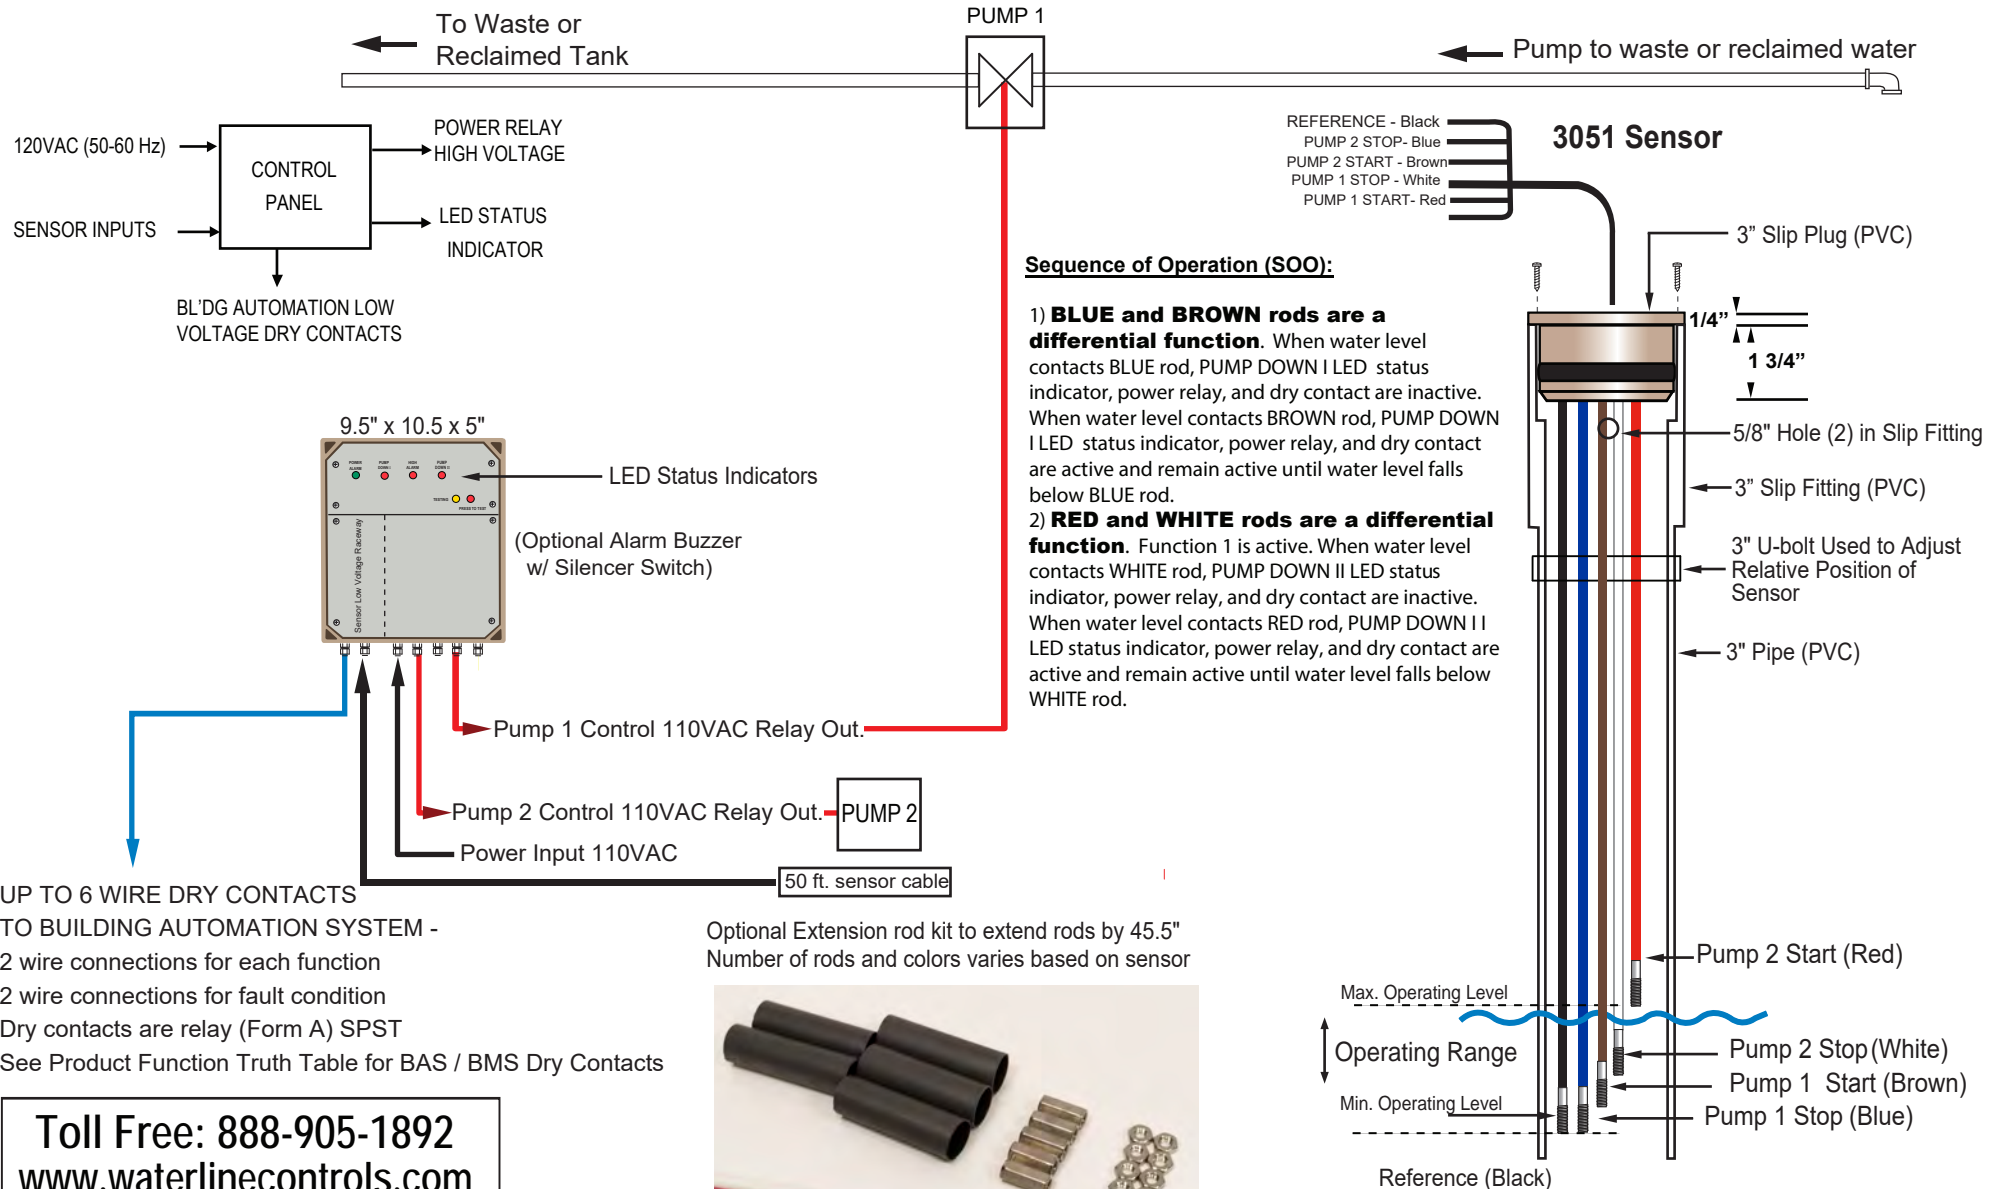 To Waste or
Reclaimed Tank
PUMP 1
Pump to waste or reclaimed water
120VAC (50-60 Hz)
SENSOR INPUTS
CONTROL
PANEL
POWER RELAY
HIGH VOLTAGE
LED STATUS
INDICATOR
BL'DG AUTOMATION LOW
VOLTAGE DRY CONTACTS
REFERENCE - Black
PUMP 2 STOP- Blue
PUMP 2 START - Brown
PUMP 1 STOP - White
PUMP 1 START- Red
3051 Sensor
3” Slip Plug (PVC)
1/4”
1 3/4”
5/8" Hole (2) in Slip Fitting
3” Slip Fitting (PVC)
3" U-bolt Used to Adjust
Relative Position of
Sensor
3" Pipe (PVC)
Sequence of Operation (SOO):
1) BLUE and BROWN rods are a
differential function. When water level
contacts BLUE rod, PUMP DOWN I LED status
indicator, power relay, and dry contact are inactive.
When water level contacts BROWN rod, PUMP DOWN
I LED status indicator, power relay, and dry contact
are active and remain active until water level falls
below BLUE rod.
2) RED and WHITE rods are a differential
function. Function 1 is active. When water level
contacts WHITE rod, PUMP DOWN II LED status
indicator, power relay, and dry contact are inactive.
When water level contacts RED rod, PUMP DOWN I I
LED status indicator, power relay, and dry contact are
active and remain active until water level falls below
WHITE rod.
9.5" x 10.5 x 5"
POWER
ALARM
PUMP
DOWN I
HIGH
ALARM
PUMP
DOWN II
TESTING
PRESS TO TEST
Sensor Low Voltage Raceway
LED Status Indicators
(Optional Alarm Buzzer
w/ Silencer Switch)
Pump 1 Control 110VAC Relay Out.
Pump 2 Control 110VAC Relay Out.
PUMP 2
Power Input 110VAC
50 ft. sensor cable
UP TO 6 WIRE DRY CONTACTS
TO BUILDING AUTOMATION SYSTEM -
2 wire connections for each function
2 wire connections for fault condition
Dry contacts are relay (Form A) SPST
See Product Function Truth Table for BAS / BMS Dry Contacts
Toll Free: 888-905-1892
www.waterlinecontrols.com
Optional Extension rod kit to extend rods by 45.5"
Number of rods and colors varies based on sensor
Pump 2 Start (Red)
Max. Operating Level
Operating Range
Min. Operating Level
Pump 2 Stop (White)
Pump 1 Start (Brown)
Pump 1 Stop (Blue)
Reference (Black)